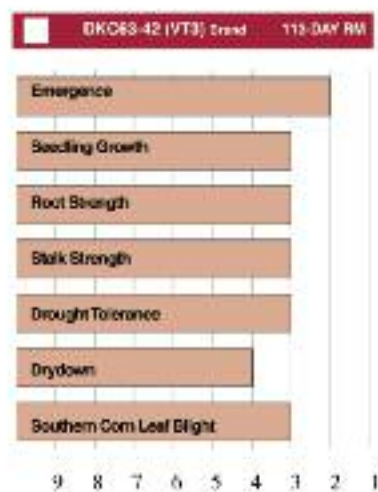 DKC63-42 (VT3) Brand 113-DAY RM
Emergence
Seedling Growth
Root Strength
Stalk Strength
Drought Tolerance
Drydown
Southern Corn Leaf Blight
9 8 7 6 5 4 3 2 1